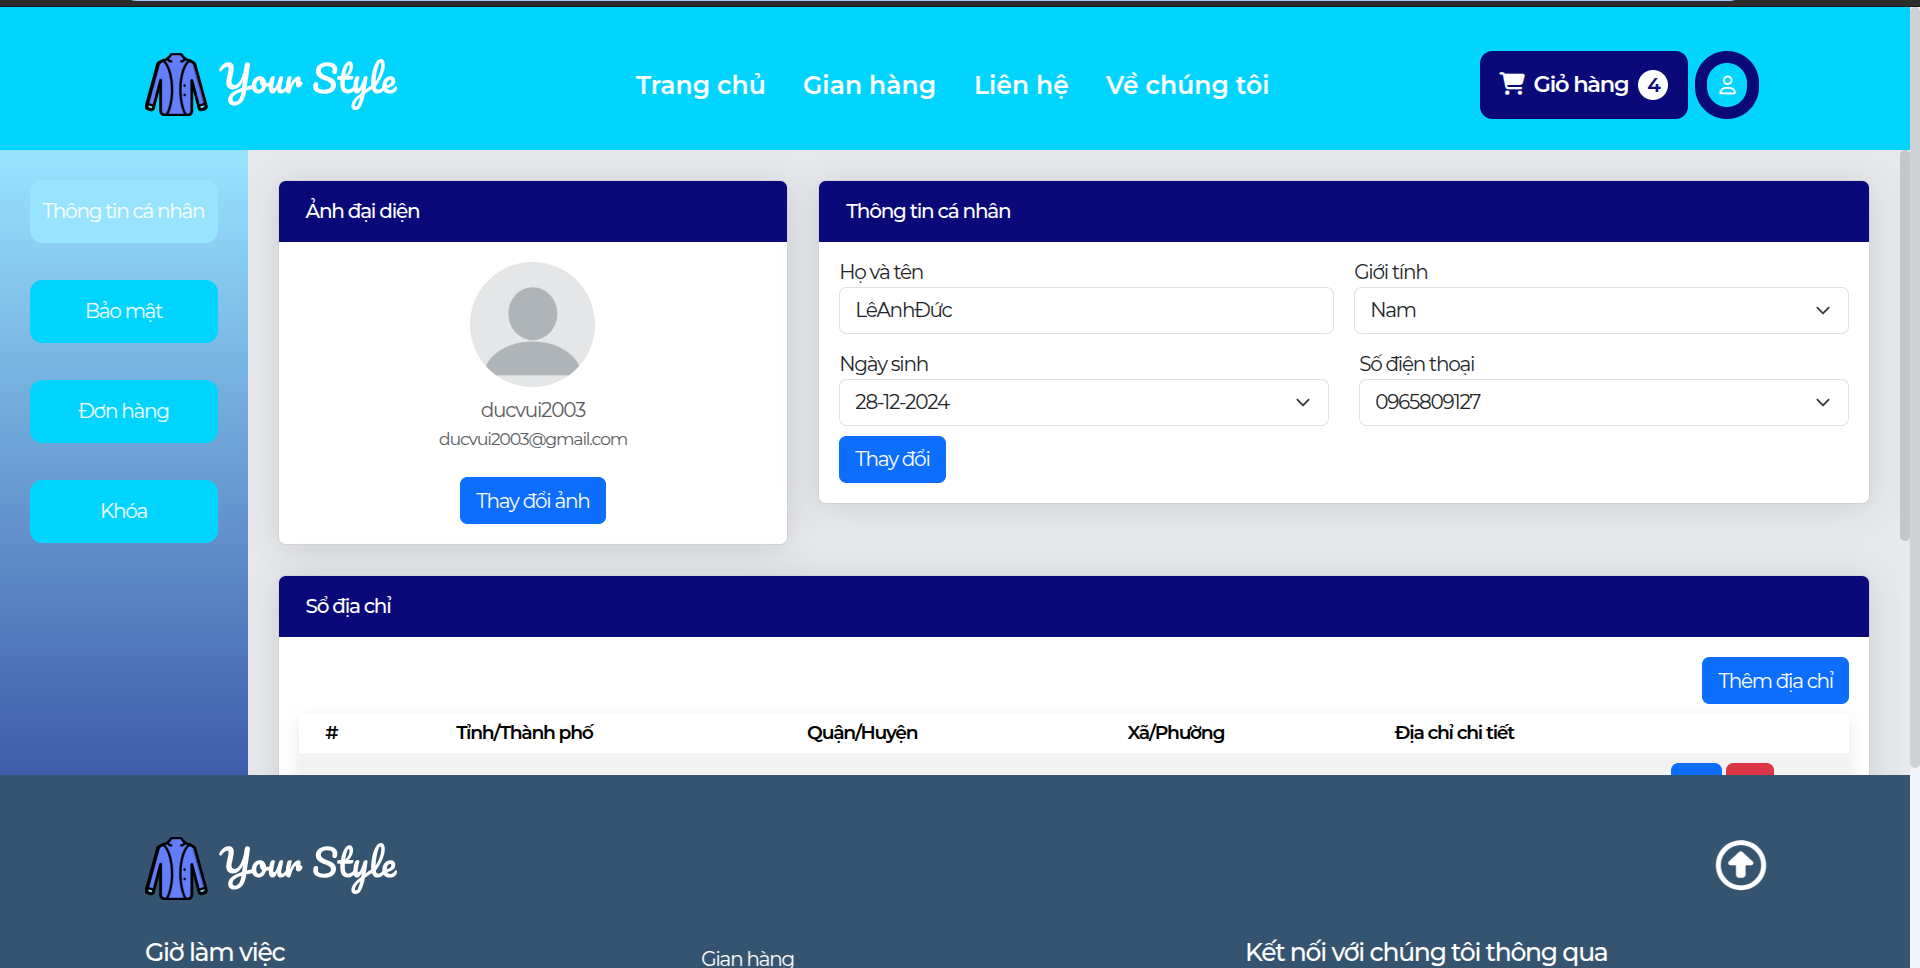 Your Style
Trang chủ Gian hàng Liên hệ Về chúng tôi
Giỏ hàng 4
Thông tin cá nhân
Bảo mật
Đơn hàng
Khóa
Ảnh đại diện
ducvui2003
ducvui2003@gmail.com
Thay đổi ảnh
Thông tin cá nhân
Họ và tên
LêAnhĐức
Giới tính
Nam
Ngày sinh
28-12-2024
Số điện thoại
0965809127
Thay đổi
Sổ địa chỉ
Thêm địa chỉ
# Tỉnh/Thành phố Quận/Huyện Xã/Phường Địa chỉ chi tiết
Your Style
Giờ làm việc
Gian hàng
Kết nối với chúng tôi thông qua